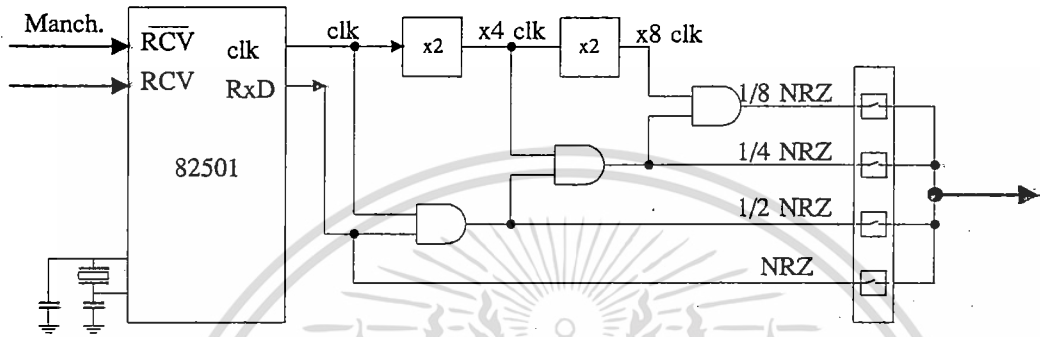 Manch.
R̅C̅V̅
RCV
clk
RxD
82501
clk
x2
x4 clk
x2
x8 clk
1/8 NRZ
1/4 NRZ
1/2 NRZ
NRZ